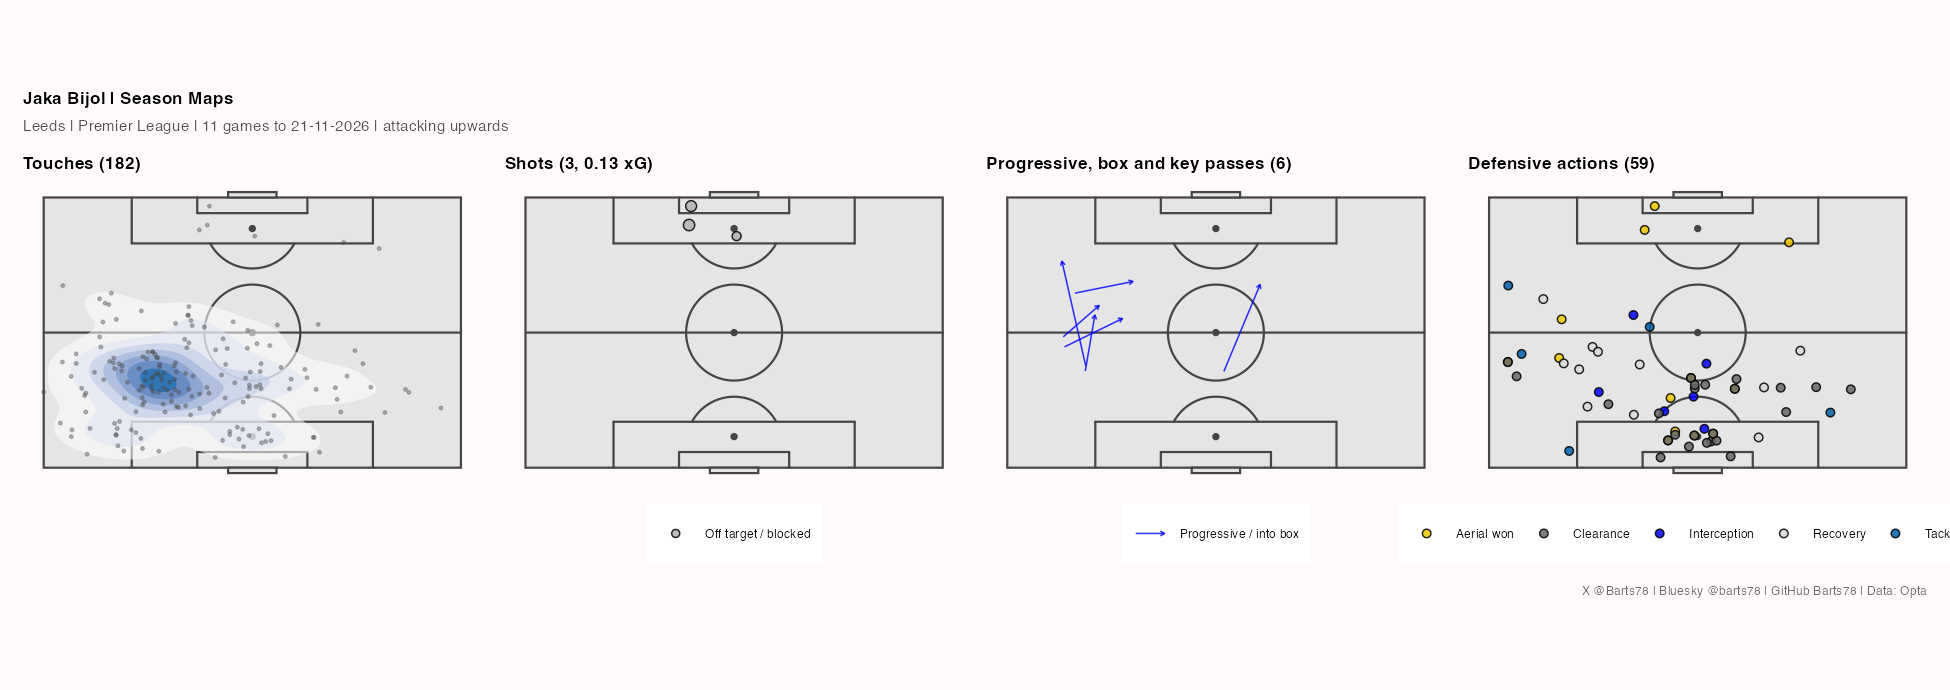 Jaka Bijol | Season Maps
Leeds | Premier League | 11 games to 21-11-2026 | attacking upwards
Touches (182)
Shots (3, 0.13 xG)
Progressive, box and key passes (6)
Defensive actions (59)
Off target / blocked
Progressive / into box
Aerial won
Clearance
Interception
Recovery
Tack
X @Barts78 | Bluesky @barts78 | GitHub Barts78 | Data: Opta